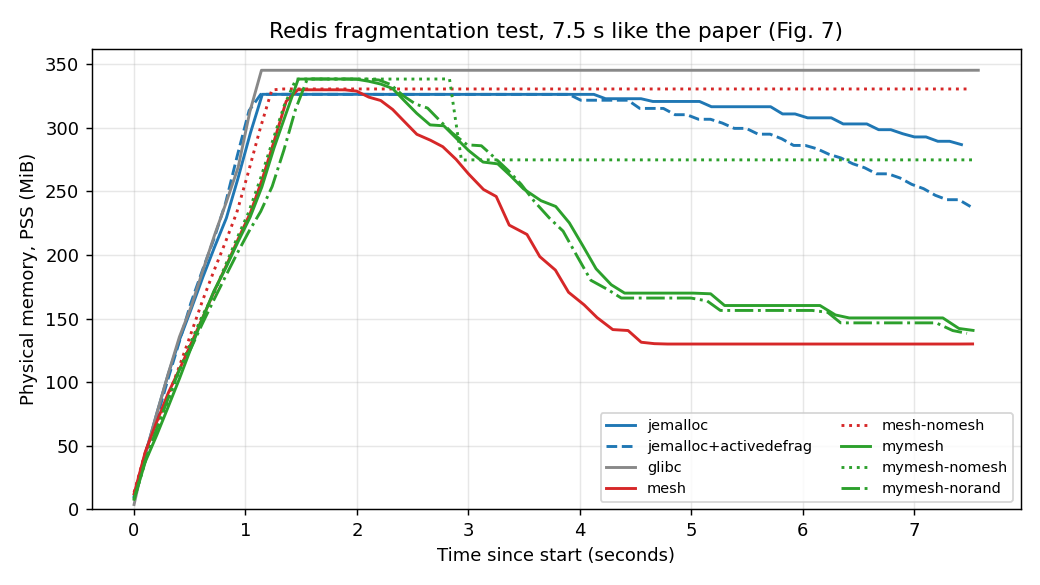 Redis fragmentation test, 7.5 s like the paper (Fig. 7)
Physical memory, PSS (MiB)
350
300
250
200
150
100
50
0
0 1 2 3 4 5 6 7
Time since start (seconds)
jemalloc
jemalloc+activedefrag
glibc
mesh
mesh-nomesh
mymesh
mymesh-nomesh
mymesh-norand